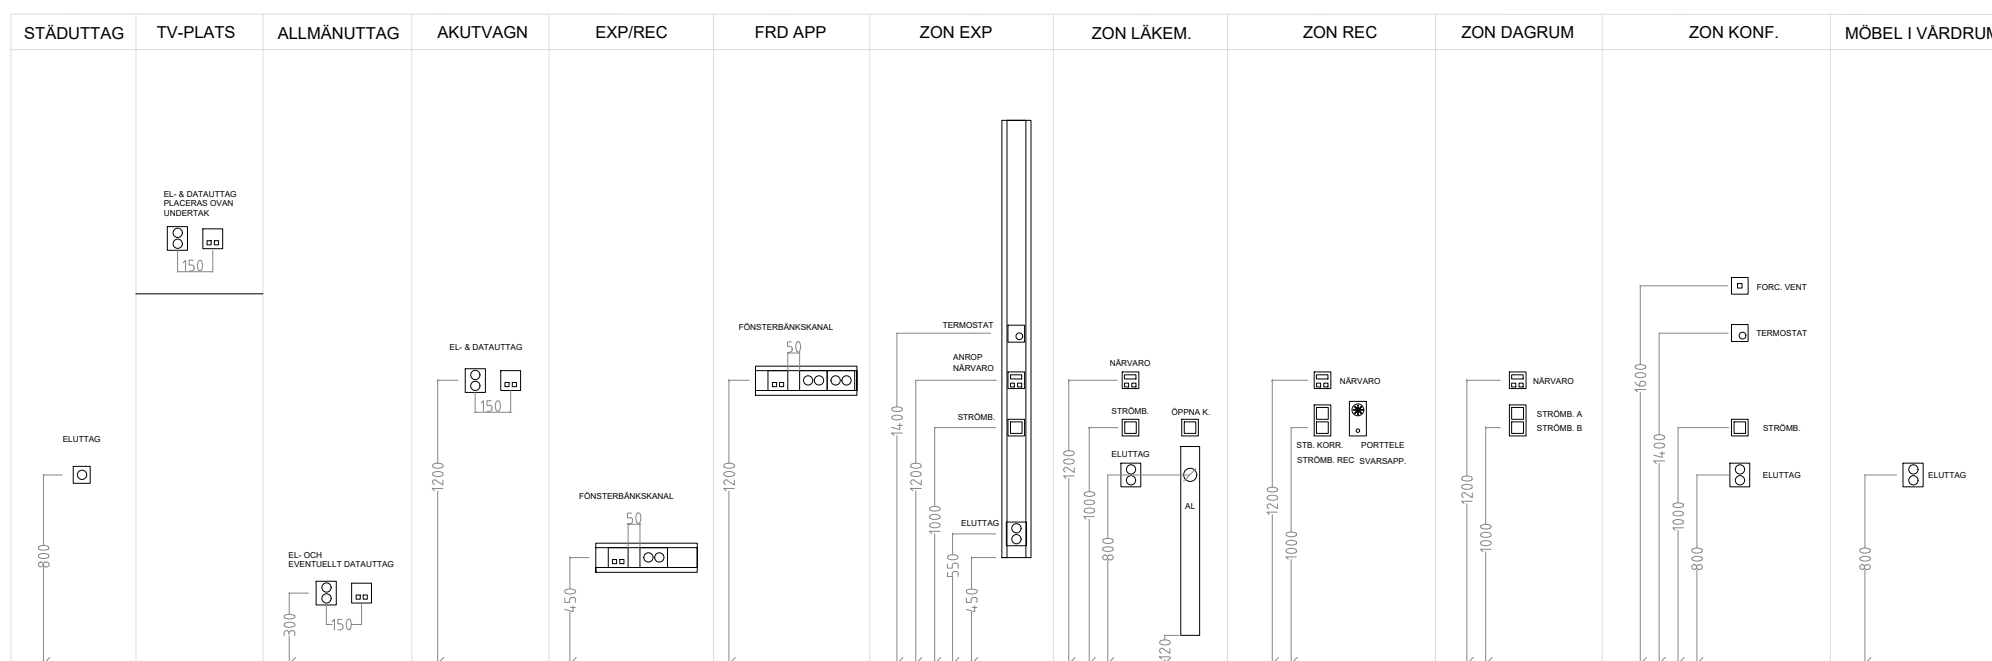 STÄDUTTAG
TV-PLATS
ALLMÄNUTTAG
AKUTVAGN
EXP/REC
FRD APP
ZON EXP
ZON LÄKEM.
ZON REC
ZON DAGRUM
ZON KONF.
MÖBEL I VÅRDRUM
ELUTTAG
800
EL- & DATAUTTAG
PLACERAS OVAN
UNDERTAK
150
EL- OCH
EVENTUELLT DATAUTTAG
300
150
EL- & DATAUTTAG
150
1200
FÖNSTERBÄNKSKANAL
50
450
FÖNSTERBÄNKSKANAL
50
1200
TERMOSTAT
ANROP
NÄRVARO
STRÖMB.
ELUTTAG
1400
1200
1000
550
450
NÄRVARO
STRÖMB.
ÖPPNA K.
ELUTTAG
AL
1200
1000
800
120
NÄRVARO
STB. KORR.
STRÖMB. REC
PORTTELE
SVARSAPP.
1200
1000
NÄRVARO
STRÖMB. A
STRÖMB. B
1200
1000
FORC. VENT
TERMOSTAT
STRÖMB.
ELUTTAG
1600
1400
1000
800
ELUTTAG
800